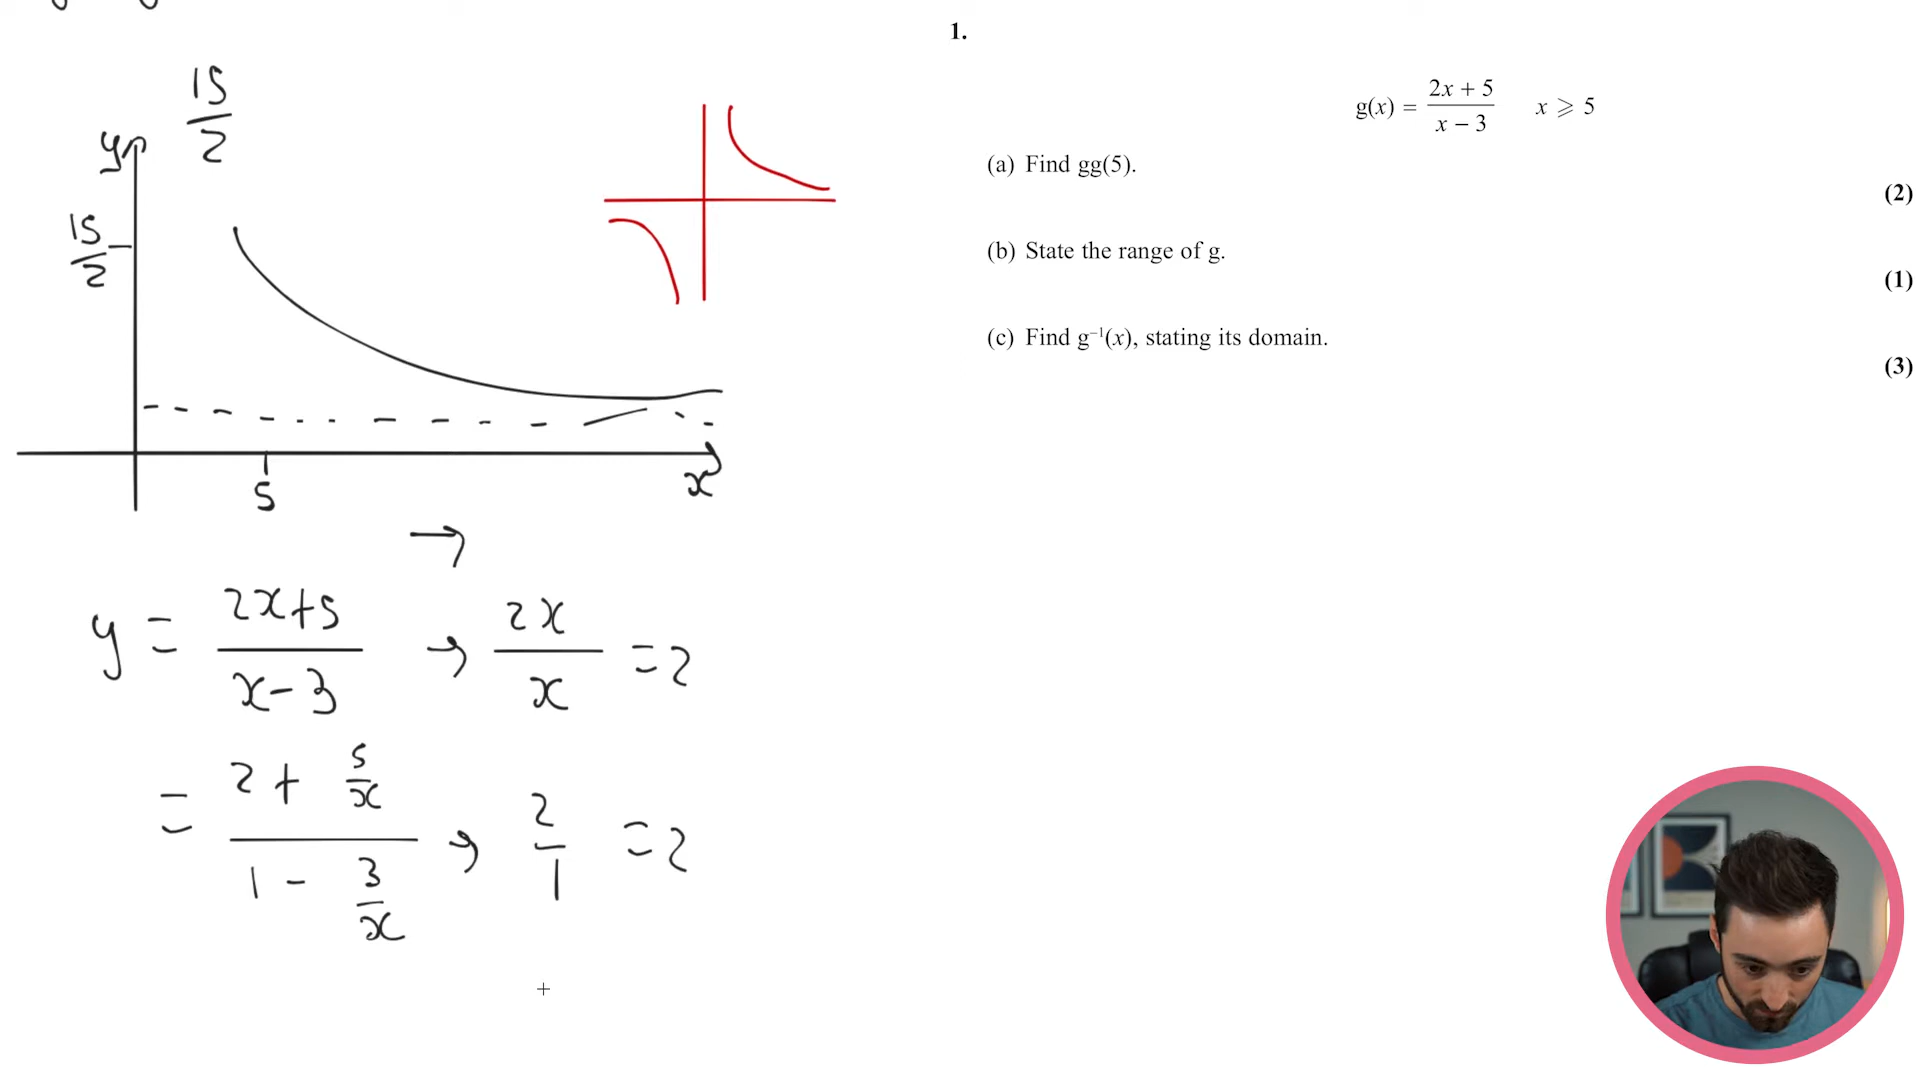 15/2
y
15/2
5
x
→
y = (2x+5)/(x-3) → 2x/x = 2
= (2 + 5/x)/(1 - 3/x) → 2/1 = 2
1.
g(x) = (2x + 5)/(x − 3) x ⩾ 5
(a) Find gg(5).
(2)
(b) State the range of g.
(1)
(c) Find g⁻¹(x), stating its domain.
(3)